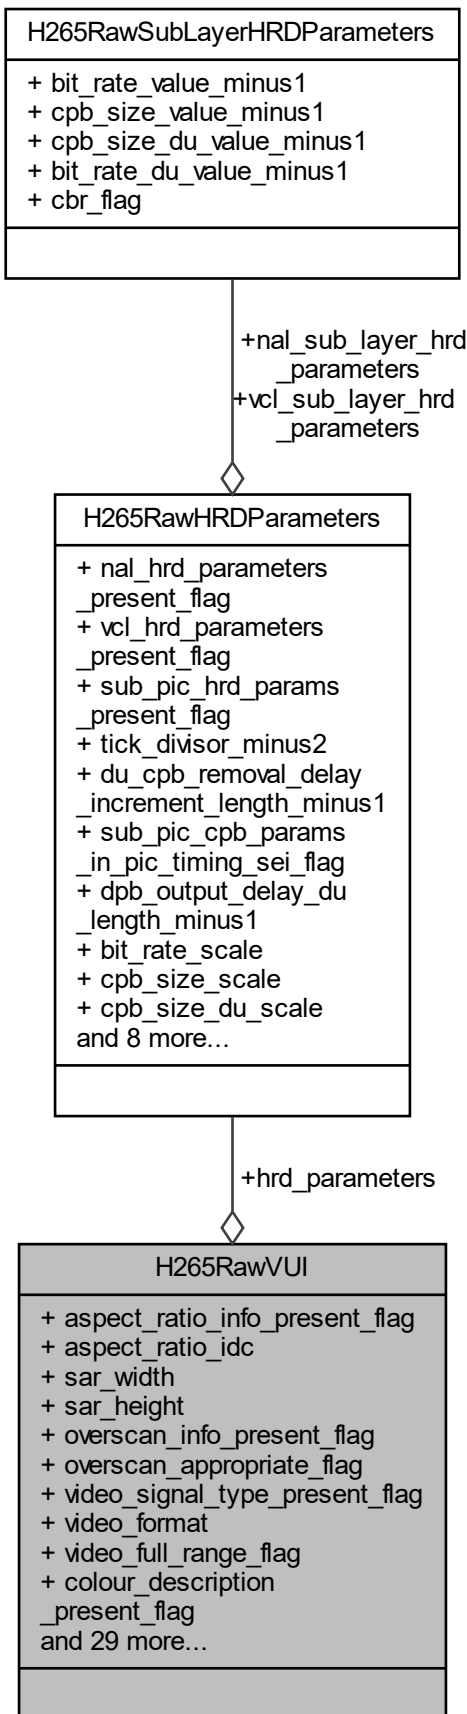 H265RawSubLayerHRDParameters
+ bit_rate_value_minus1
+ cpb_size_value_minus1
+ cpb_size_du_value_minus1
+ bit_rate_du_value_minus1
+ cbr_flag
+nal_sub_layer_hrd
_parameters
+vcl_sub_layer_hrd
_parameters
H265RawHRDParameters
+ nal_hrd_parameters
_present_flag
+ vcl_hrd_parameters
_present_flag
+ sub_pic_hrd_params
_present_flag
+ tick_divisor_minus2
+ du_cpb_removal_delay
_increment_length_minus1
+ sub_pic_cpb_params
_in_pic_timing_sei_flag
+ dpb_output_delay_du
_length_minus1
+ bit_rate_scale
+ cpb_size_scale
+ cpb_size_du_scale
and 8 more...
+hrd_parameters
H265RawVUI
+ aspect_ratio_info_present_flag
+ aspect_ratio_idc
+ sar_width
+ sar_height
+ overscan_info_present_flag
+ overscan_appropriate_flag
+ video_signal_type_present_flag
+ video_format
+ video_full_range_flag
+ colour_description
_present_flag
and 29 more...